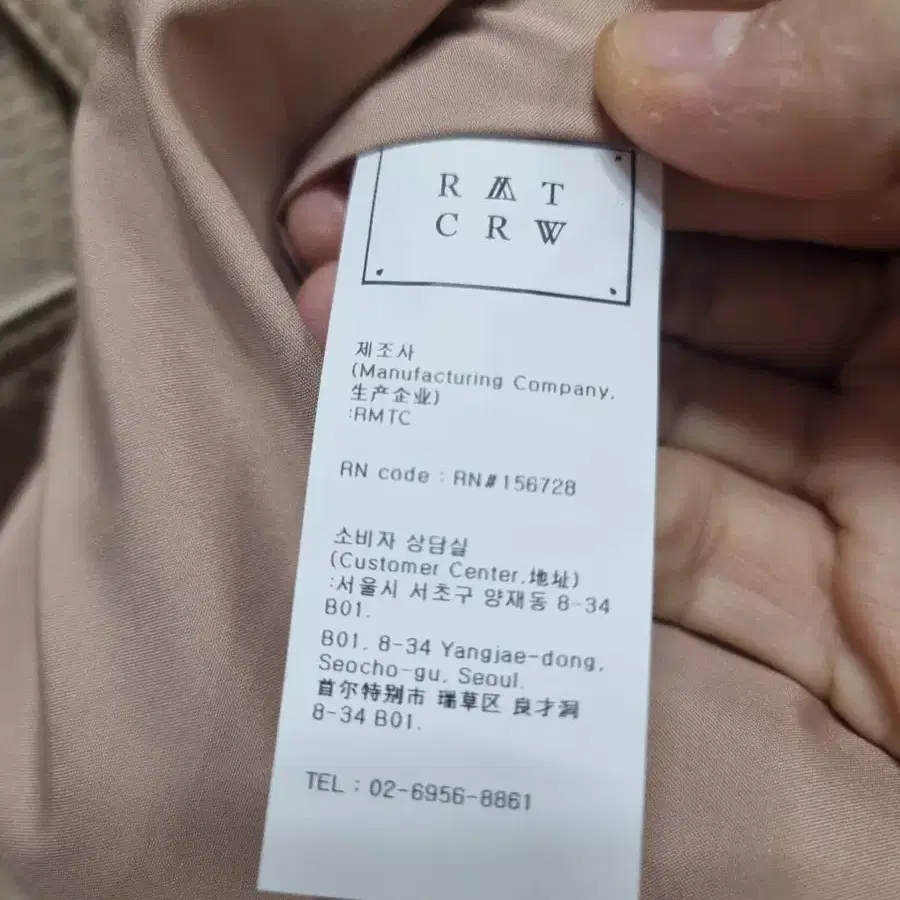 R M T
C R W
제조사
(Manufacturing Company,
生产企业)
:RMTC
RN code : RN#156728
소비자 상담실
(Customer Center,地址)
:서울시 서초구 양재동 8-34
B01.
B01, 8-34 Yangjae-dong,
Seocho-gu, Seoul.
首尔特别市 瑞草区 良才洞
8-34 B01.
TEL : 02-6956-8861